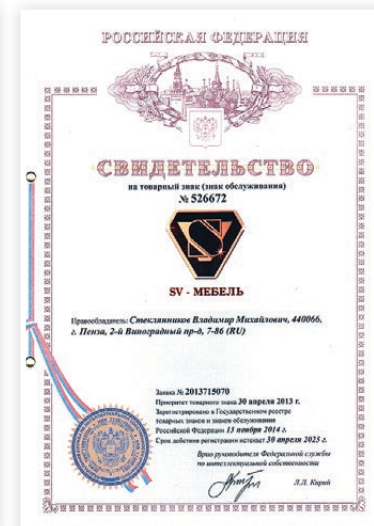 РОССИЙСКАЯ ФЕДЕРАЦИЯ
СВИДЕТЕЛЬСТВО
на товарный знак (знак обслуживания)
№ 526672
SV - МЕБЕЛЬ
Правообладатель: Стеклянников Владимир Михайлович, 440066,
г. Пенза, 2-й Виноградный пр-д, 7-86 (RU)
Заявка № 2013715070
Приоритет товарного знака 30 апреля 2013 г.
Зарегистрировано в Государственном реестре
товарных знаков и знаков обслуживания
Российской Федерации 13 ноября 2014 г.
Срок действия регистрации истекает 30 апреля 2023 г.
Врио руководителя Федеральной службы
по интеллектуальной собственности
Л.Л. Кирий